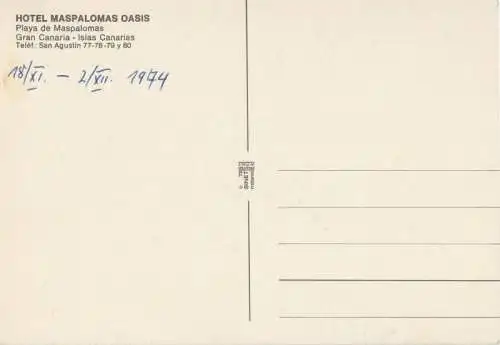 HOTEL MASPALOMAS OASIS
Playa de Maspalomas
Gran Canaria - Islas Canarias
Teléf.: San Agustín 77-78-79 y 80
18/XI. – 2/XII. 1974